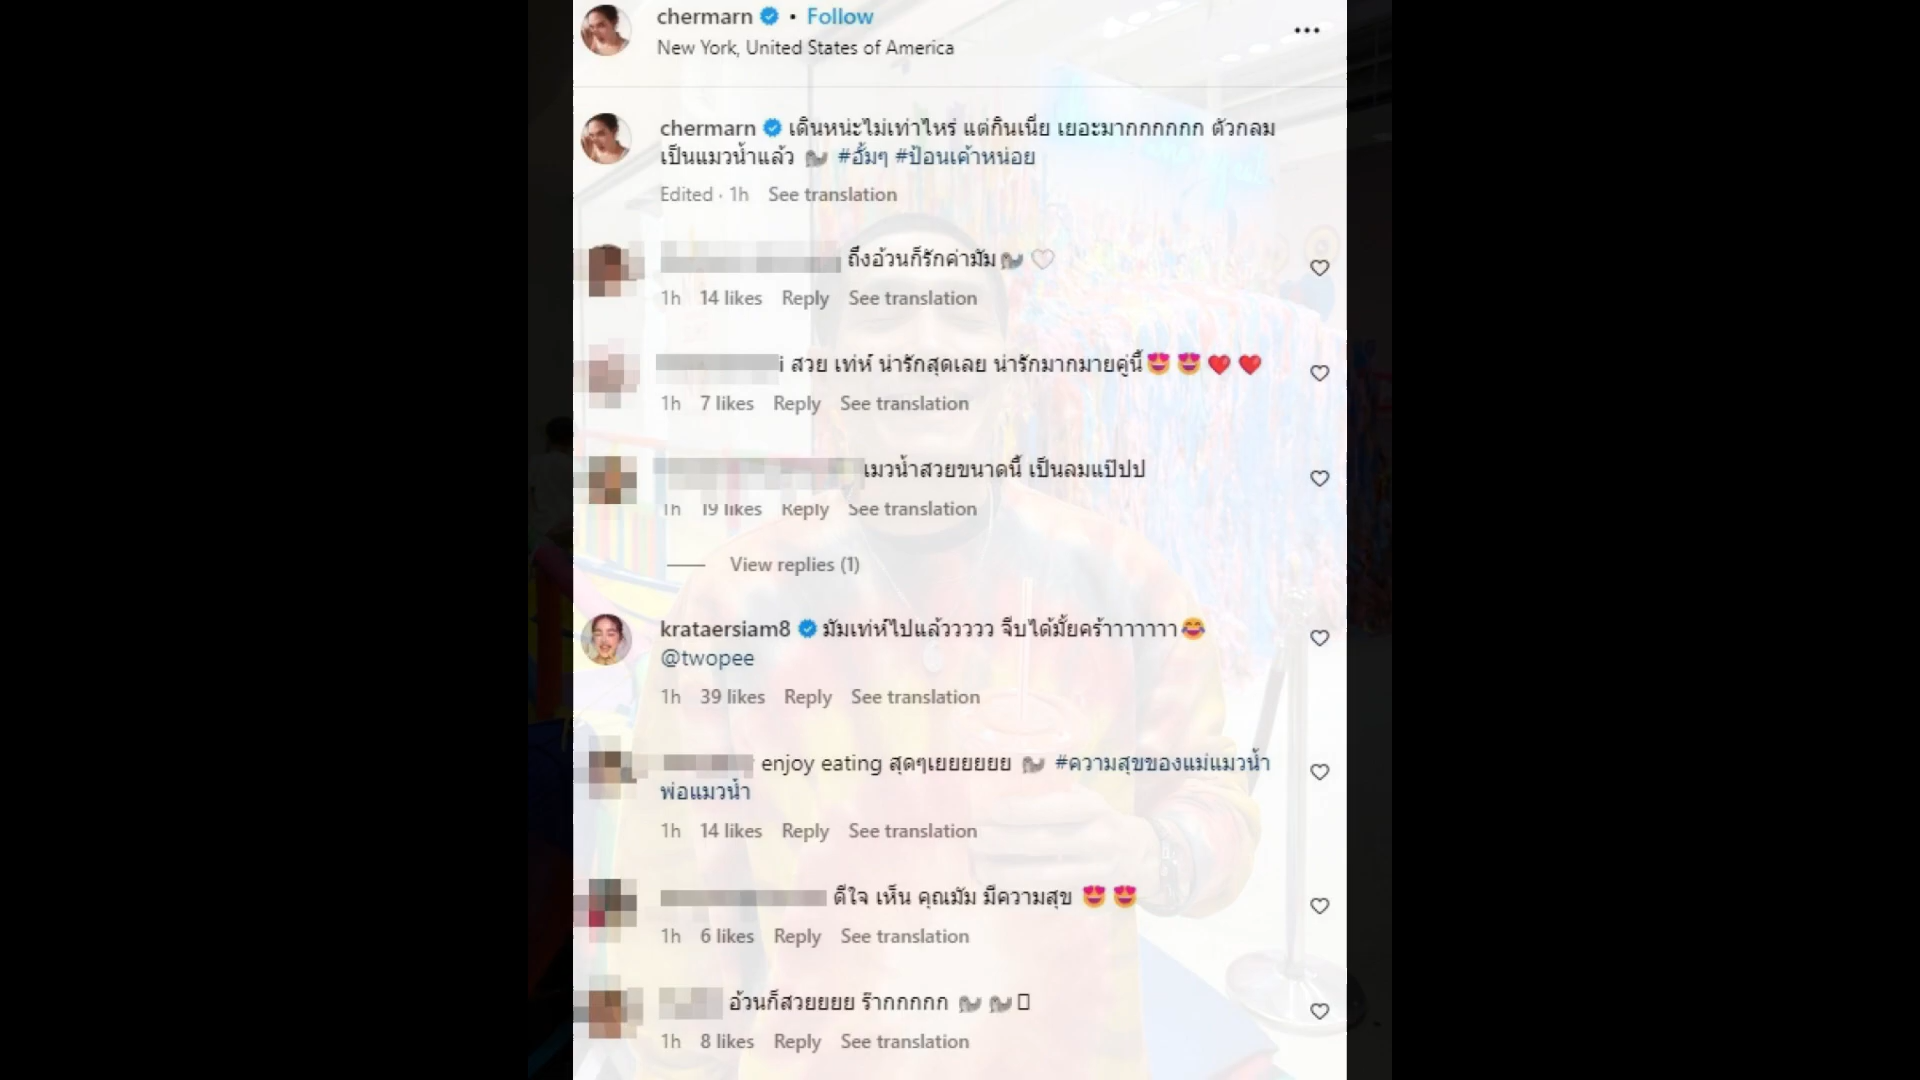 chermarn • Follow
New York, United States of America
chermarn เดินหน่ะไม่เท่าไหร่ แต่กินเนี่ย เยอะมากกกกกก ตัวกลม
เป็นแมวน้ำแล้ว 🦭 #อั้มๆ #ป้อนเค้าหน่อย
Edited · 1h See translation
ถึงอ้วนก็รักค่ามัม🦭🤍
1h 14 likes Reply See translation
i สวย เท่ห์ น่ารักสุดเลย น่ารักมากมายคู่นี้😍😍❤️❤️
1h 7 likes Reply See translation
แมวน้ำสวยขนาดนี้ เป็นลมแป๊ปป
1h 19 likes Reply See translation
View replies (1)
krataersiam8 มัมเท่ห์ไปแล้ววววว จีบได้มั้ยคร้าาาาาาา😂
@twopee
1h 39 likes Reply See translation
enjoy eating สุดๆเยยยยยย 🦭 #ความสุขของแม่แมวน้ำ
พ่อแมวน้ำ
1h 14 likes Reply See translation
ดีใจ เห็น คุณมัม มีความสุข 😍😍
1h 6 likes Reply See translation
อ้วนก็สวยยยย ร๊ากกกกก 🦭🦭
1h 8 likes Reply See translation